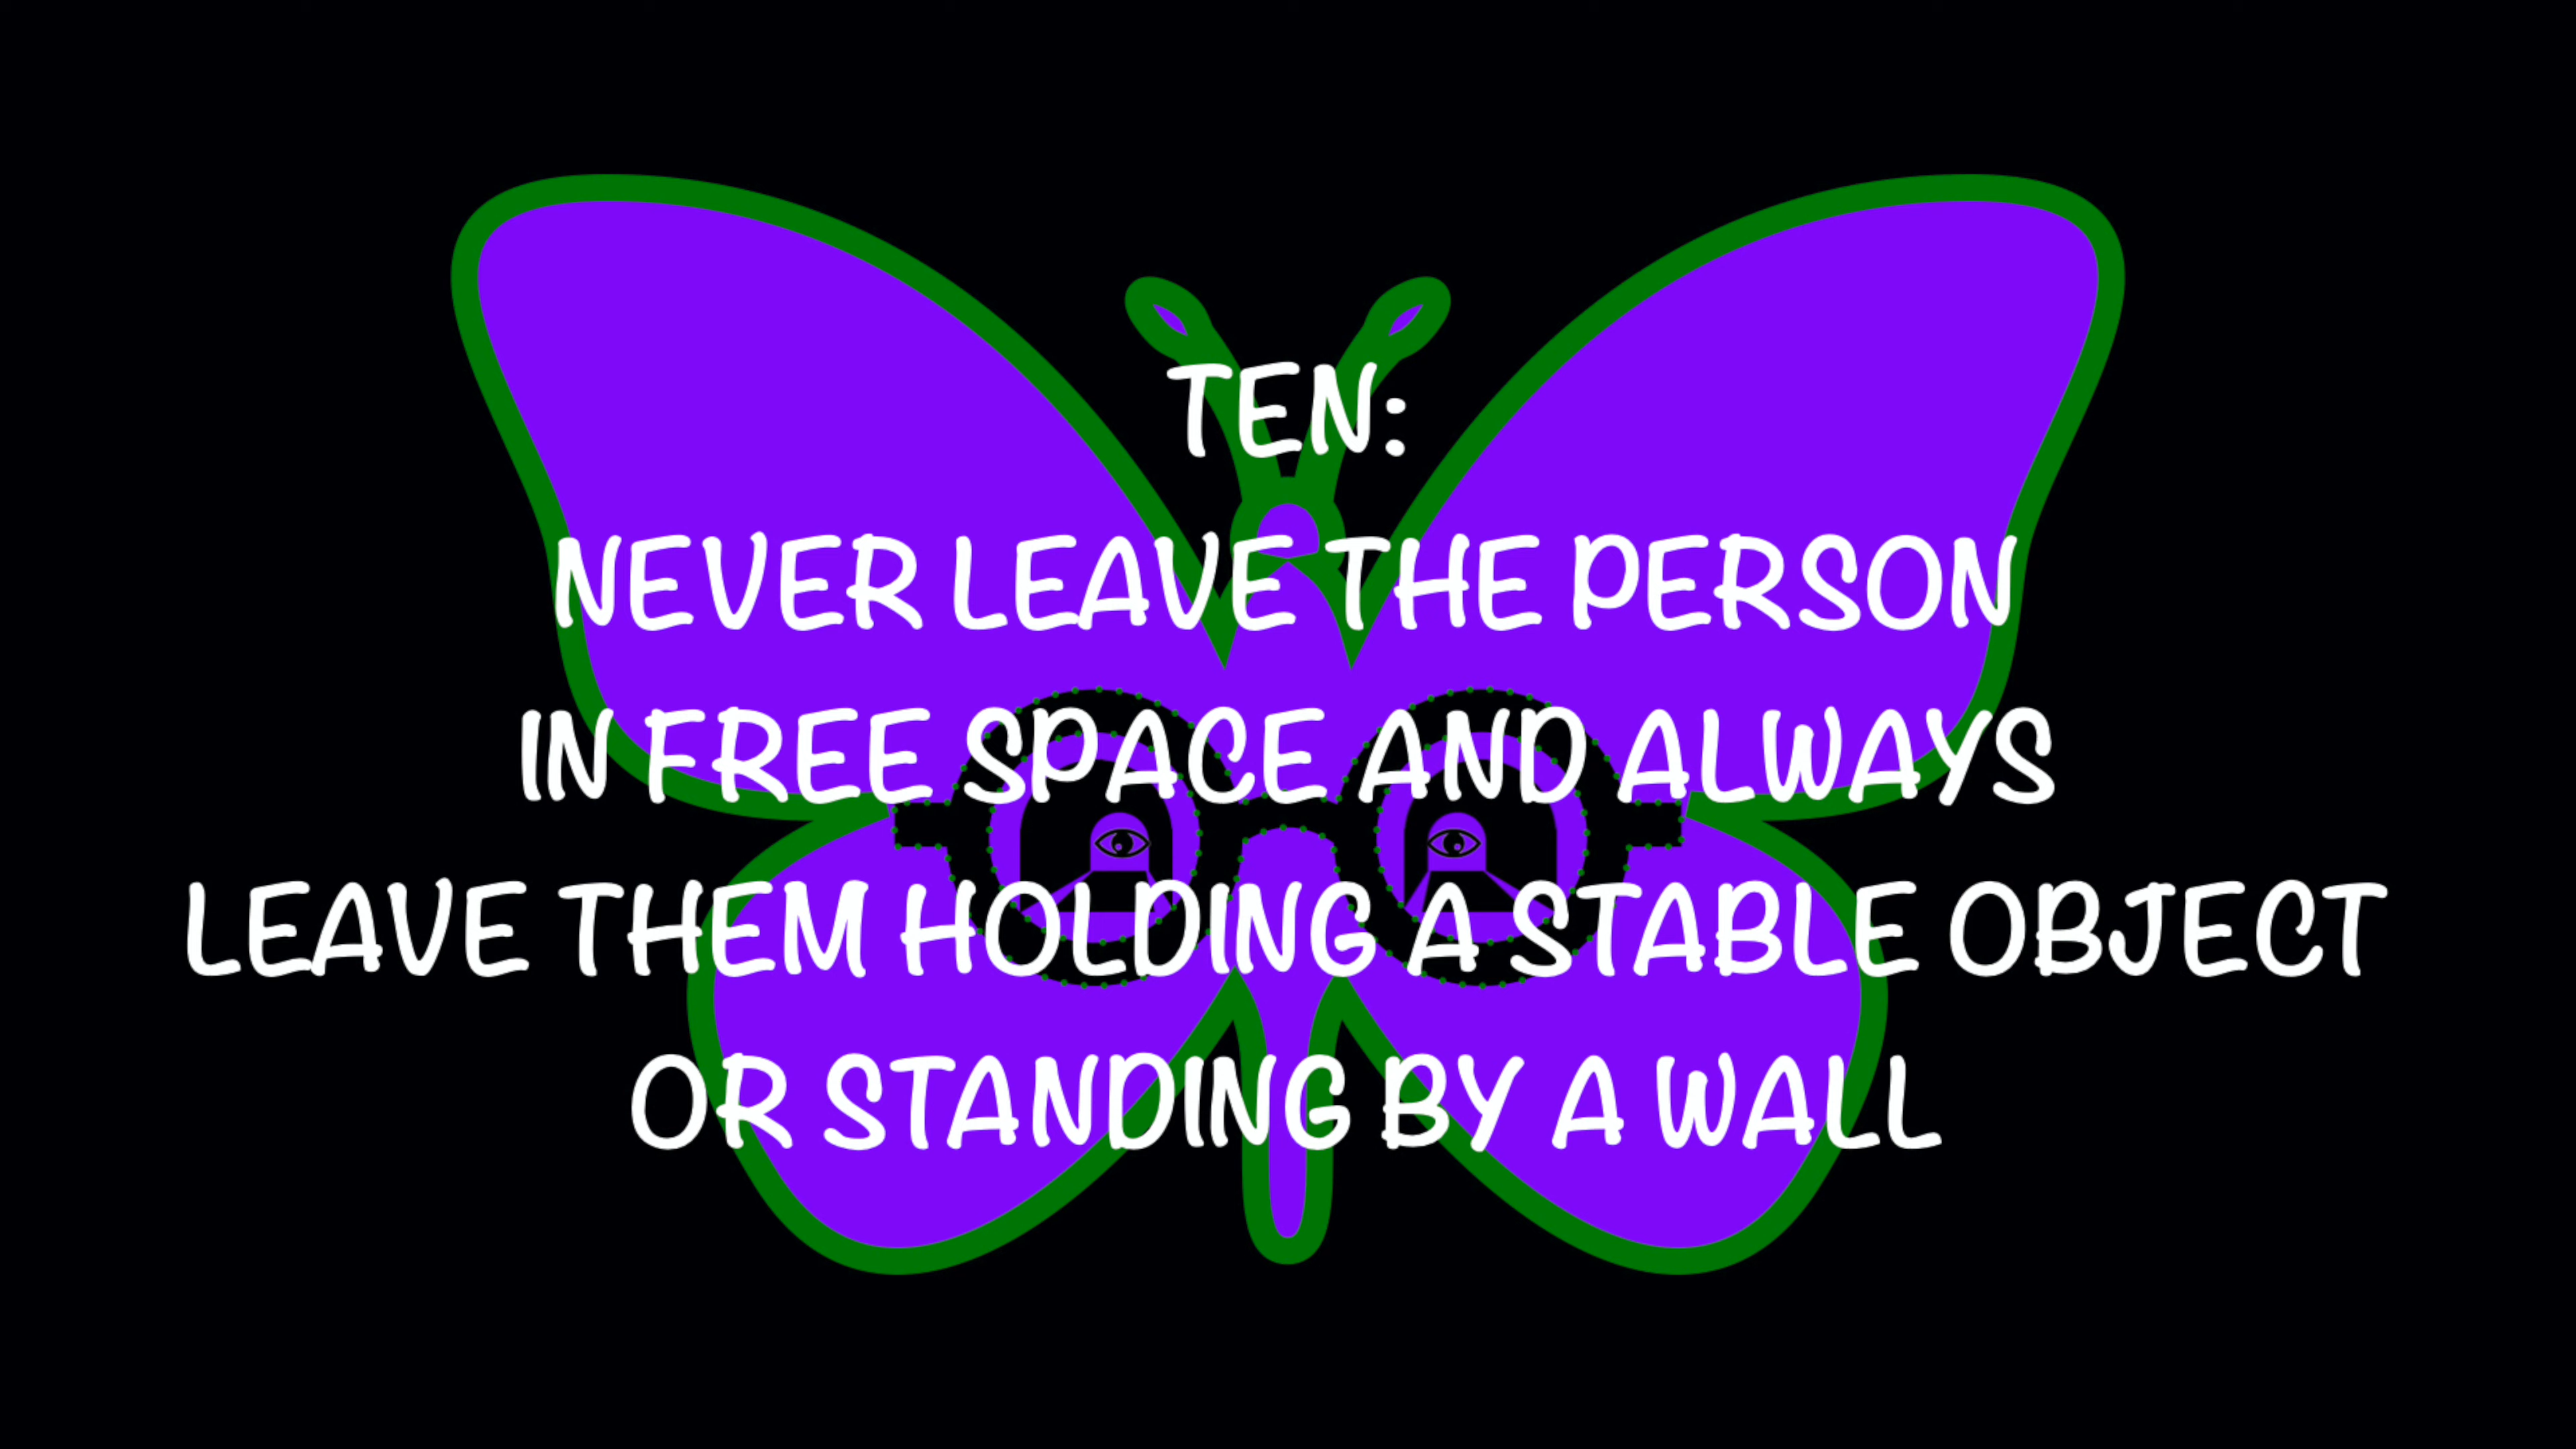 TEN:
NEVER LEAVE THE PERSON
IN FREE SPACE AND ALWAYS
LEAVE THEM HOLDING A STABLE OBJECT
OR STANDING BY A WALL